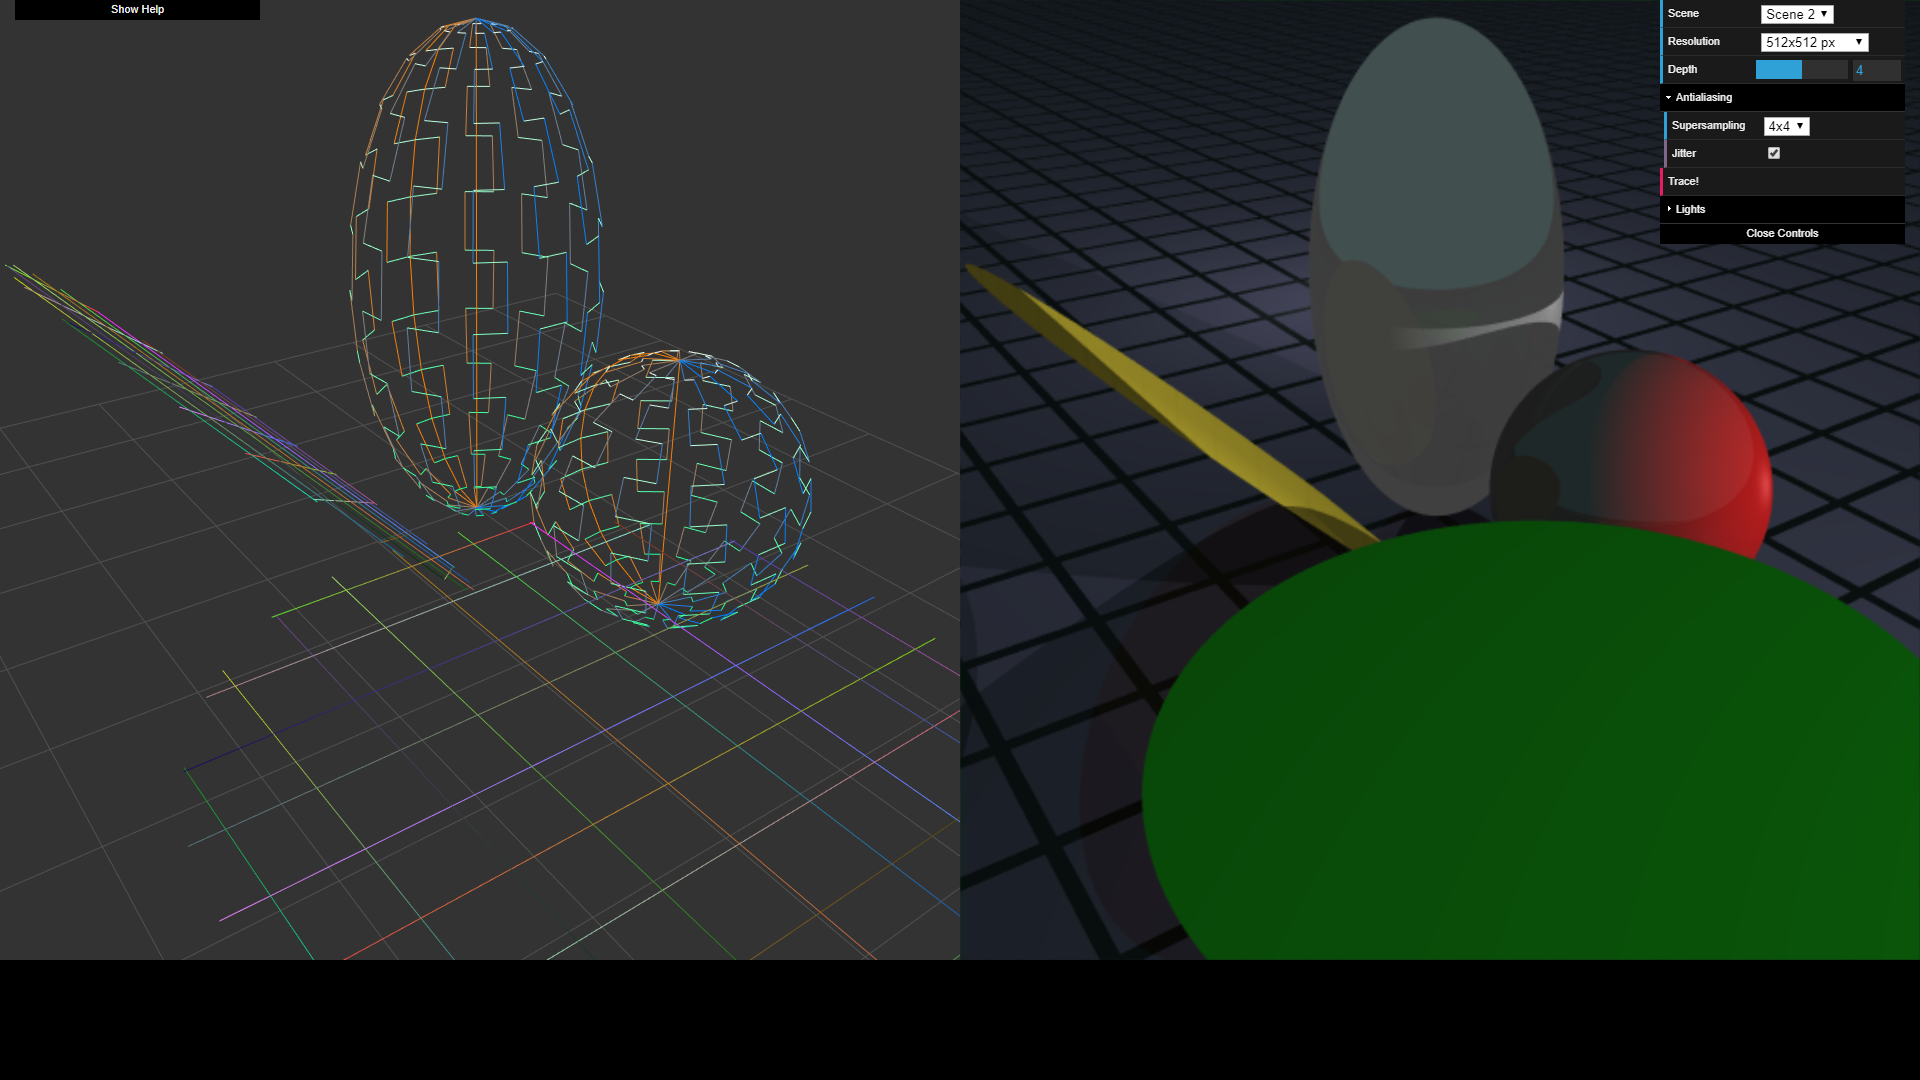 Show Help
Scene Scene 2
Resolution 512x512 px
Depth 4
Antialiasing
Supersampling 4x4
Jitter
Trace!
Lights
Close Controls